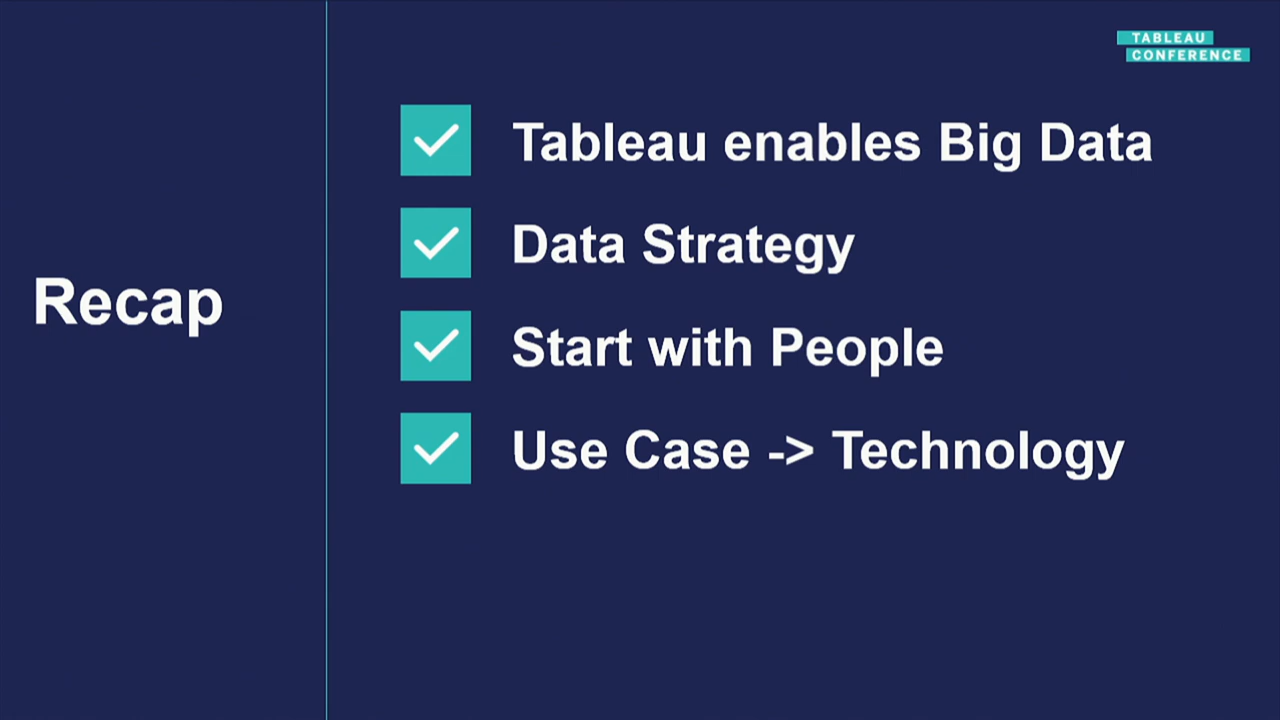 TABLEAU
CONFERENCE
Recap
Tableau enables Big Data
Data Strategy
Start with People
Use Case -> Technology